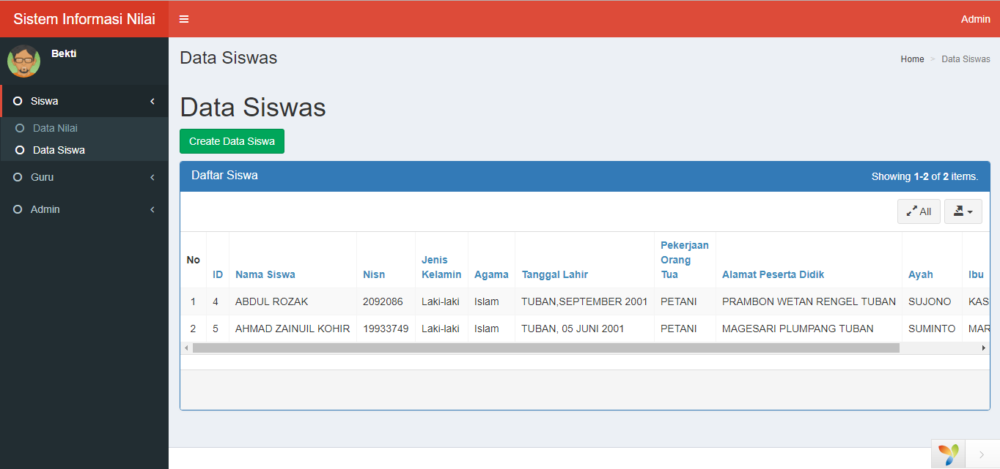 Sistem Informasi Nilai
Admin
Bekti
Siswa
Data Nilai
Data Siswa
Guru
Admin
Data Siswas
Home > Data Siswas
Data Siswas
Create Data Siswa
Daftar Siswa
Showing 1-2 of 2 items.
All
No ID Nama Siswa Nisn Jenis Kelamin Agama Tanggal Lahir Pekerjaan Orang Tua Alamat Peserta Didik Ayah Ibu
1 4 ABDUL ROZAK 2092086 Laki-laki Islam TUBAN,SEPTEMBER 2001 PETANI PRAMBON WETAN RENGEL TUBAN SUJONO KAS
2 5 AHMAD ZAINUIL KOHIR 19933749 Laki-laki Islam TUBAN, 05 JUNI 2001 PETANI MAGESARI PLUMPANG TUBAN SUMINTO MAR